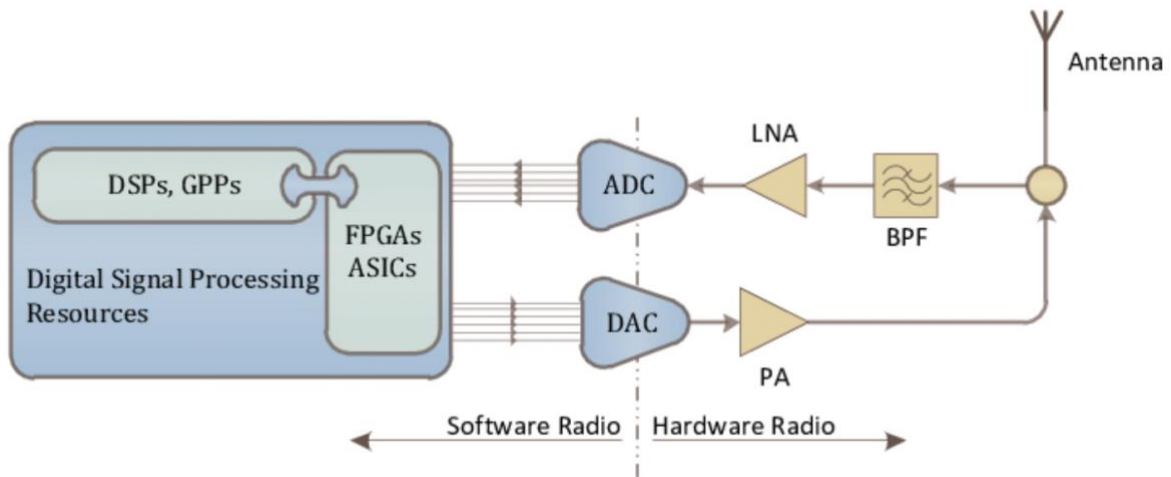 Antenna
LNA
DSPs, GPPs
ADC
FPGAs
ASICs
BPF
Digital Signal Processing
Resources
DAC
PA
Software Radio
Hardware Radio